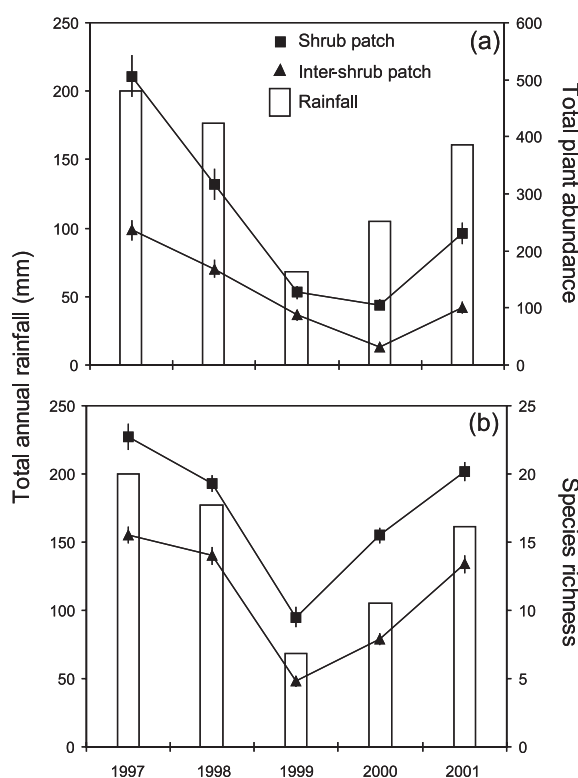 (a)
Shrub patch
Inter-shrub patch
Rainfall
250
200
150
100
50
0
600
500
400
300
200
100
0
Total plant abundance
Total annual rainfall (mm)
(b)
250
200
150
100
50
0
25
20
15
10
5
0
Species richness
1997 1998 1999 2000 2001